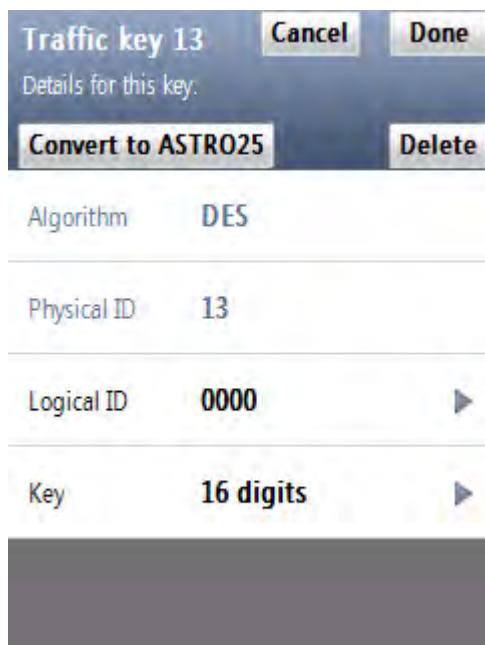 Traffic key 13 Cancel Done
Details for this key.
Convert to ASTRO25 Delete
Algorithm DES
Physical ID 13
Logical ID 0000
Key 16 digits